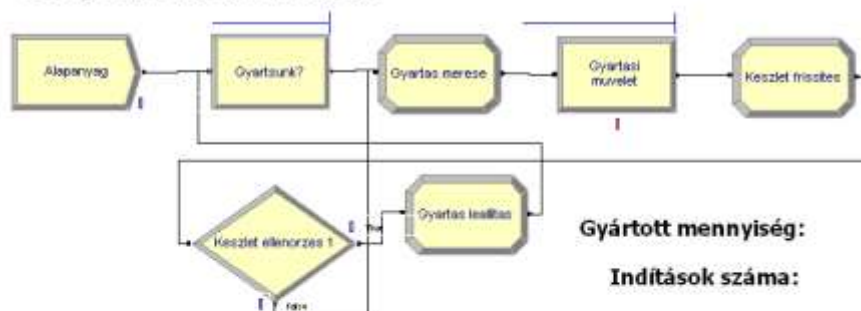 Alapanyag
Gyartsunk?
Gyartas merese
Gyartasi
muvelet
Keszlet frissites
Keszlet ellenorzes 1
Gyartas leallitas
Gyártott mennyiség:
Indítások száma: